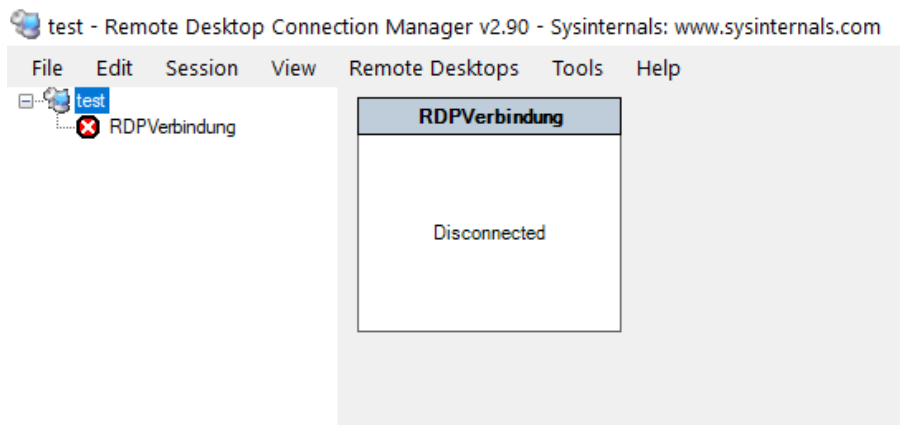 test - Remote Desktop Connection Manager v2.90 - Sysinternals: www.sysinternals.com
File Edit Session View Remote Desktops Tools Help
test
RDPVerbindung
RDPVerbindung
Disconnected